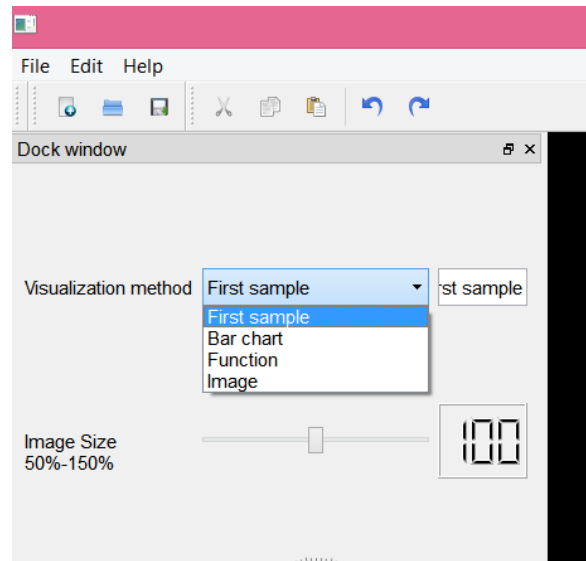 File Edit Help
Dock window
Visualization method First sample rst sample
First sample
Bar chart
Function
Image
Image Size
50%-150%
100